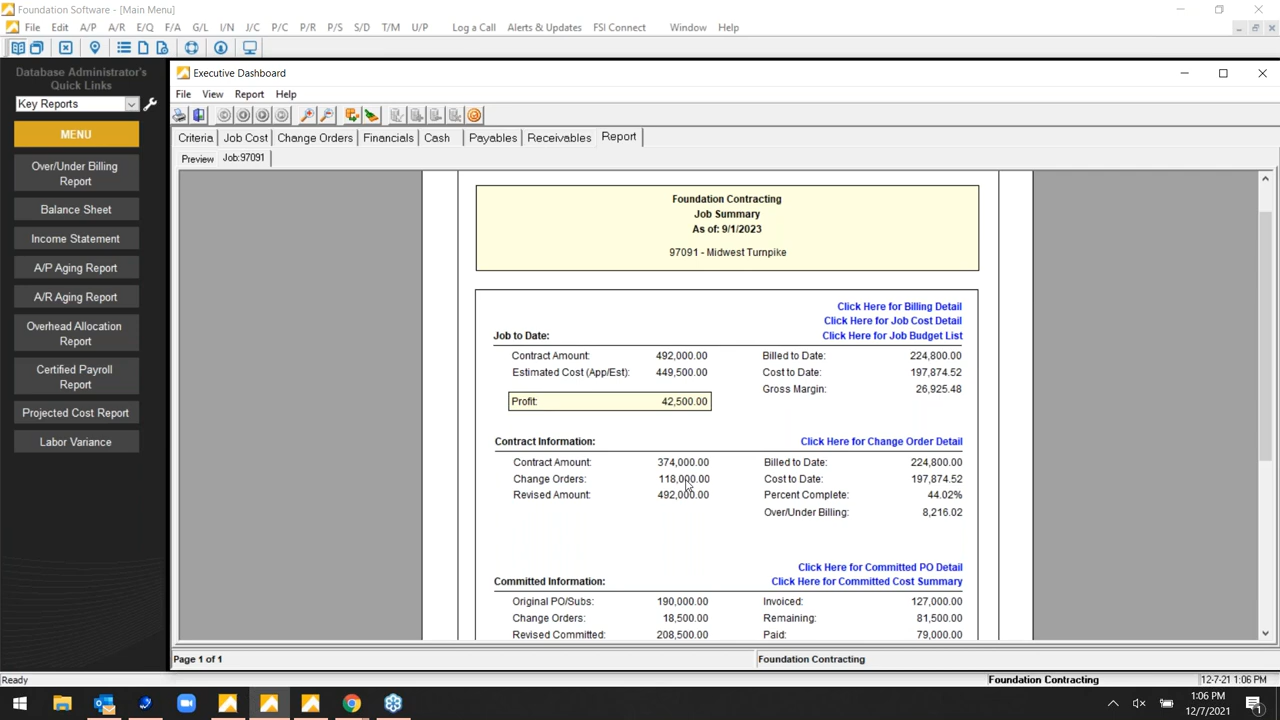 Foundation Software - [Main Menu]
File Edit A/P A/R E/Q F/A G/L I/N J/C P/C P/O P/R P/S S/D T/M U/P Log a Call Alerts & Updates FSI Connect Window Help
Database Administrator's
Quick Links
Key Reports
MENU
Over/Under Billing
Report
Balance Sheet
Income Statement
A/P Aging Report
A/R Aging Report
Overhead Allocation
Report
Certified Payroll
Report
Projected Cost Report
Labor Variance
Executive Dashboard
File View Report Help
Criteria Job Cost Change Orders Financials Cash Payables Receivables Report
Preview Job:97091
Foundation Contracting
Job Summary
As of: 9/1/2023
97091 - Midwest Turnpike
Click Here for Billing Detail
Click Here for Job Cost Detail
Job to Date: Click Here for Job Budget List
Contract Amount: 492,000.00 Billed to Date: 224,800.00
Estimated Cost (App/Est): 449,500.00 Cost to Date: 197,874.52
Gross Margin: 26,925.48
Profit: 42,500.00
Contract Information: Click Here for Change Order Detail
Contract Amount: 374,000.00 Billed to Date: 224,800.00
Change Orders: 118,000.00 Cost to Date: 197,874.52
Revised Amount: 492,000.00 Percent Complete: 44.02%
Over/Under Billing: 8,216.02
Click Here for Committed PO Detail
Committed Information: Click Here for Committed Cost Summary
Original PO/Subs: 190,000.00 Invoiced: 127,000.00
Change Orders: 18,500.00 Remaining: 81,500.00
Revised Committed: 208,500.00 Paid: 79,000.00
Page 1 of 1 Foundation Contracting
Ready Foundation Contracting 12-7-21 1:06 PM
1:06 PM
12/7/2021
1